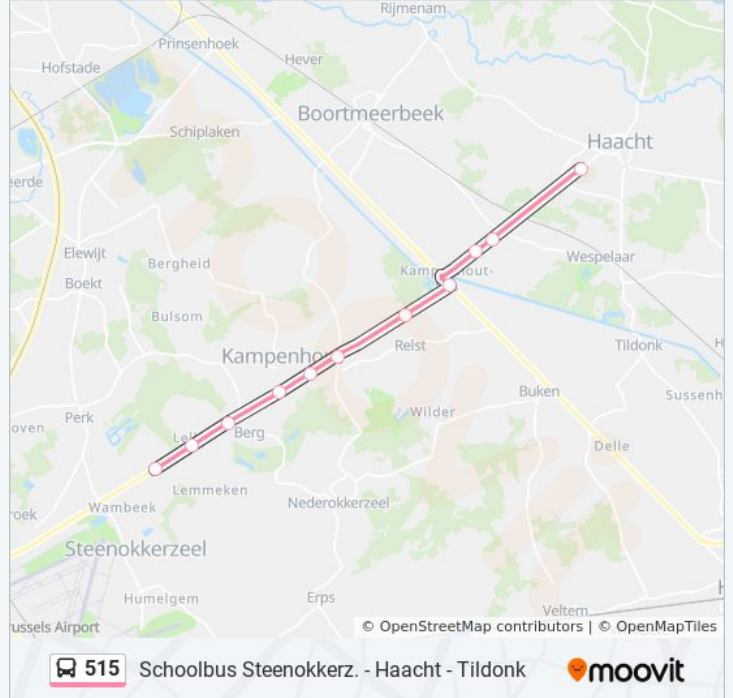 Rijmenam
Prinsenhoek
Hever
Hofstade
Boortmeerbeek
Schiplaken
Haacht
eerde
Elewijt
Bergheid
Wespelaar
Boekt
Bulsom
Kampenhou
Relst
Tildonk
H
Buken
Sussenh
Perk
Wilder
oven
Berg
Delle
Lemmeken
Nederokkerzeel
Wambeek
roek
Steenokkerzeel
H
Humelgem
Erps
Veltem
russels Airport
© OpenStreetMap contributors | © OpenMapTiles
515 Schoolbus Steenokkerz. - Haacht - Tildonk
moovit